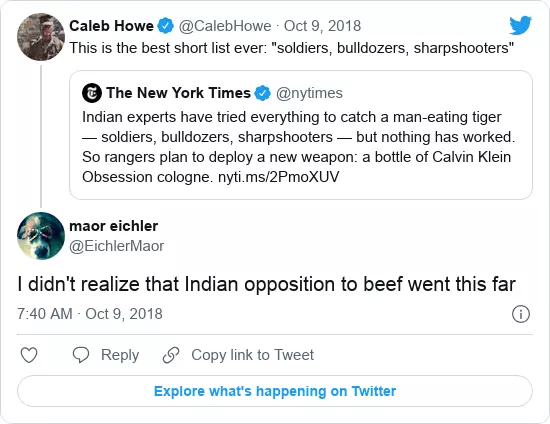 Caleb Howe @CalebHowe · Oct 9, 2018
This is the best short list ever: "soldiers, bulldozers, sharpshooters"
The New York Times @nytimes
Indian experts have tried everything to catch a man-eating tiger
— soldiers, bulldozers, sharpshooters — but nothing has worked.
So rangers plan to deploy a new weapon: a bottle of Calvin Klein
Obsession cologne. nyti.ms/2PmoXUV
maor eichler
@EichlerMaor
I didn't realize that Indian opposition to beef went this far
7:40 AM · Oct 9, 2018
Reply Copy link to Tweet
Explore what's happening on Twitter